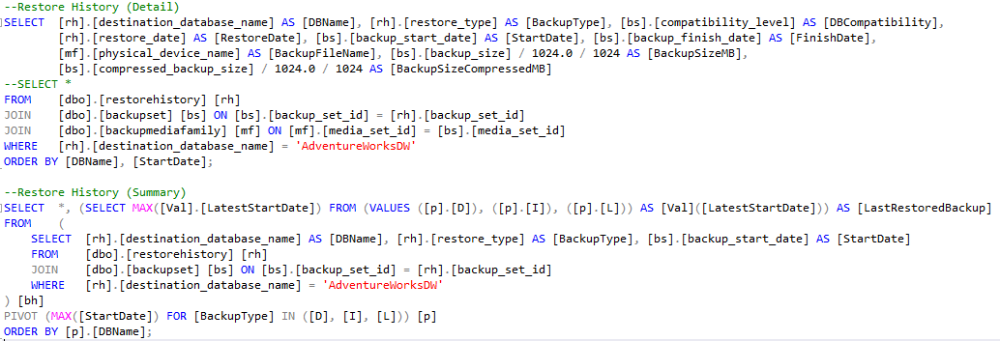 --Restore History (Detail)
SELECT  [rh].[destination_database_name] AS [DBName], [rh].[restore_type] AS [BackupType], [bs].[compatibility_level] AS [DBCompatibility],
        [rh].[restore_date] AS [RestoreDate], [bs].[backup_start_date] AS [StartDate], [bs].[backup_finish_date] AS [FinishDate],
        [mf].[physical_device_name] AS [BackupFileName], [bs].[backup_size] / 1024.0 / 1024 AS [BackupSizeMB],
        [bs].[compressed_backup_size] / 1024.0 / 1024 AS [BackupSizeCompressedMB]
--SELECT *
FROM    [dbo].[restorehistory] [rh]
JOIN    [dbo].[backupset] [bs] ON [bs].[backup_set_id] = [rh].[backup_set_id]
JOIN    [dbo].[backupmediafamily] [mf] ON [mf].[media_set_id] = [bs].[media_set_id]
WHERE   [rh].[destination_database_name] = 'AdventureWorksDW'
ORDER BY [DBName], [StartDate];

--Restore History (Summary)
SELECT  *, (SELECT MAX([Val].[LatestStartDate]) FROM (VALUES ([p].[D]), ([p].[I]), ([p].[L])) AS [Val]([LatestStartDate])) AS [LastRestoredBackup]
FROM    (
    SELECT  [rh].[destination_database_name] AS [DBName], [rh].[restore_type] AS [BackupType], [bs].[backup_start_date] AS [StartDate]
    FROM    [dbo].[restorehistory] [rh]
    JOIN    [dbo].[backupset] [bs] ON [bs].[backup_set_id] = [rh].[backup_set_id]
    WHERE   [rh].[destination_database_name] = 'AdventureWorksDW'
) [bh]
PIVOT (MAX([StartDate]) FOR [BackupType] IN ([D], [I], [L])) [p]
ORDER BY [p].[DBName];